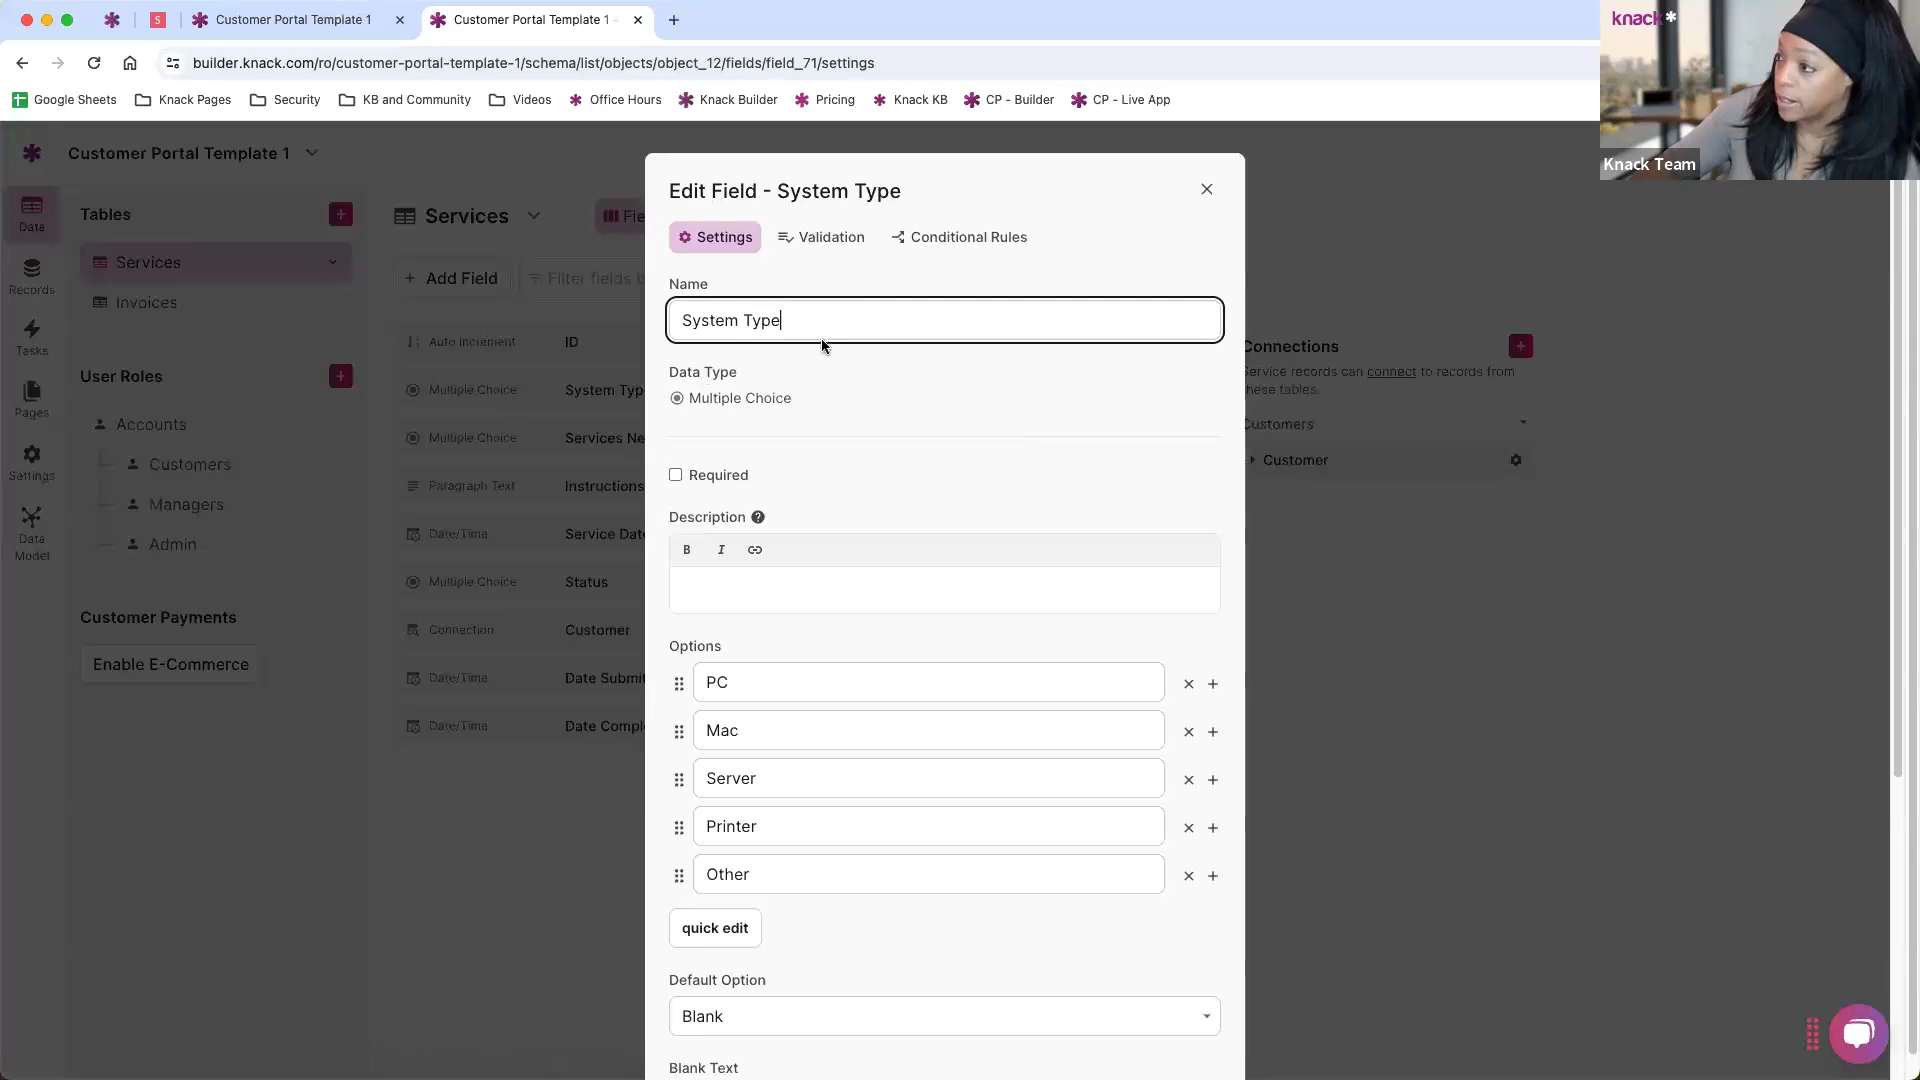 Customer Portal Template 1
Customer Portal Template 1 -
builder.knack.com/ro/customer-portal-template-1/schema/list/objects/object_12/fields/field_71/settings
Google Sheets
Knack Pages
Security
KB and Community
Videos
Office Hours
Knack Builder
Pricing
Knack KB
CP - Builder
CP - Live App
knack*
Knack Team
Customer Portal Template 1
Data
Records
Tasks
Pages
Settings
Data
Model
Tables
Services
Invoices
User Roles
Accounts
Customers
Managers
Admin
Customer Payments
Enable E-Commerce
Services
Fie
+ Add Field
Filter fields b
Auto Increment ID
Multiple Choice System Typ
Multiple Choice Services Ne
Paragraph Text Instructions
Date/Time Service Dat
Multiple Choice Status
Connection Customer
Date/Time Date Submit
Date/Time Date Compl
Edit Field - System Type
Settings
Validation
Conditional Rules
Name
System Type
Data Type
Multiple Choice
Required
Description ?
B I
Options
PC
Mac
Server
Printer
Other
quick edit
Default Option
Blank
Blank Text
Connections
Service records can connect to records from
these tables.
Customers
Customer